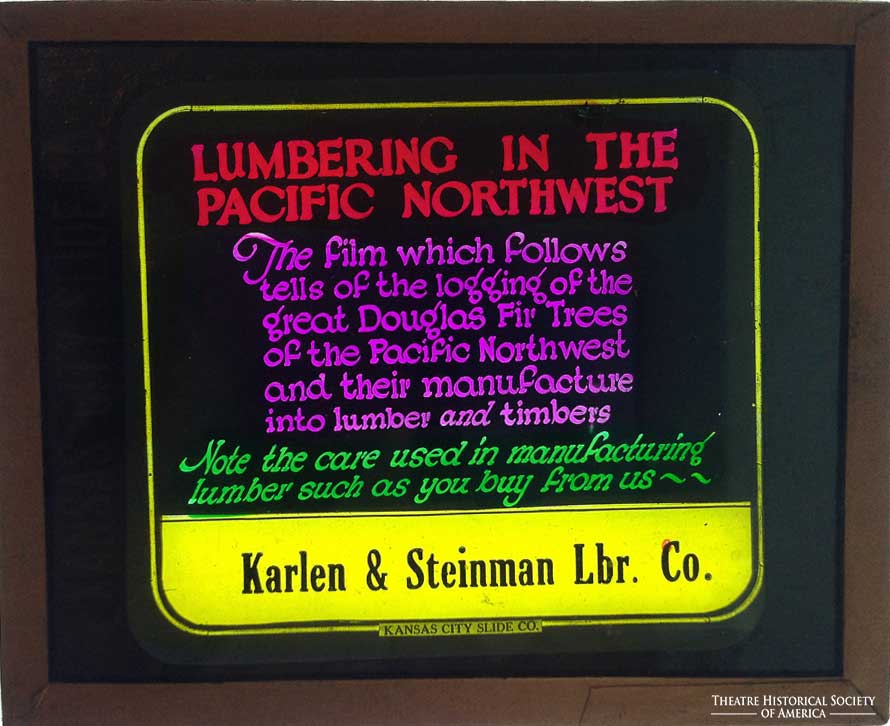 LUMBERING IN THE
PACIFIC NORTHWEST
The film which follows
tells of the logging of the
great Douglas Fir Trees
of the Pacific Northwest
and their manufacture
into lumber and timbers
Note the care used in manufacturing
lumber such as you buy from us ~ ~
Karlen & Steinman Lbr. Co.
KANSAS CITY SLIDE CO.
THEATRE HISTORICAL SOCIETY
OF AMERICA